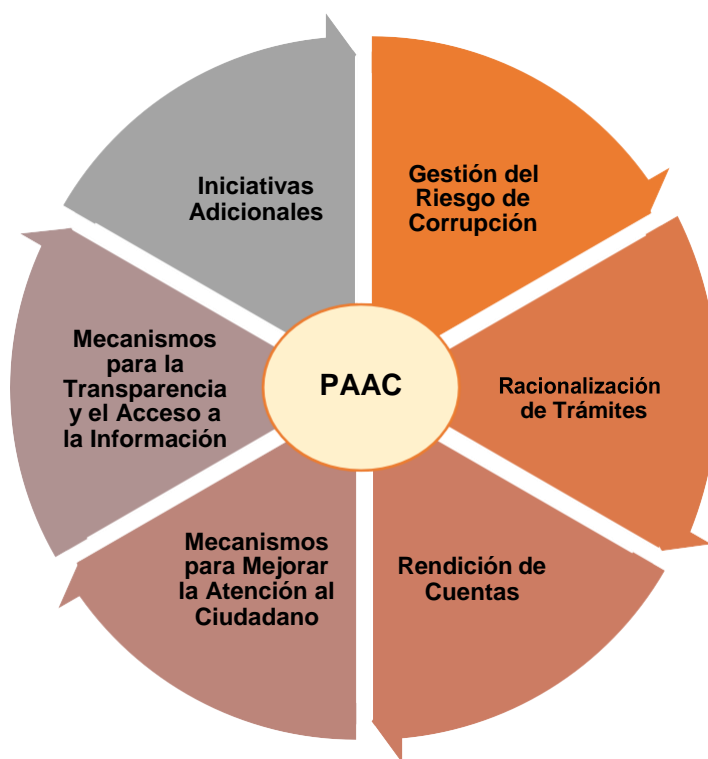 Gestión del
Riesgo de
Corrupción
Racionalización
de Trámites
Rendición de
Cuentas
Mecanismos
para Mejorar
la Atención al
Ciudadano
Mecanismos
para la
Transparencia
y el Acceso a
la Información
Iniciativas
Adicionales
PAAC